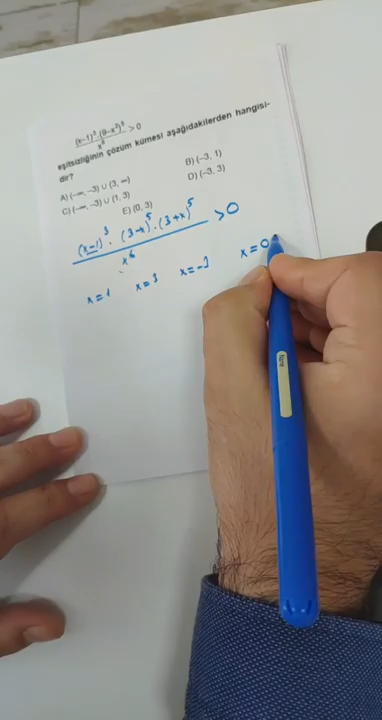 (x-1)³.(9-x²)⁵ / x⁶ > 0
eşitsizliğinin çözüm kümesi aşağıdakilerden hangisi-
dir?
A) (-∞, -3) ∪ (3, ∞) B) (-3, 1)
C) (-∞, -3) ∪ (1, 3) D) (-3, 3)
E) (0, 3)
(x-1)³ . (3-x)⁵ . (3+x)⁵ / x⁶ > 0
x=1 x=3 x=-3 x=0